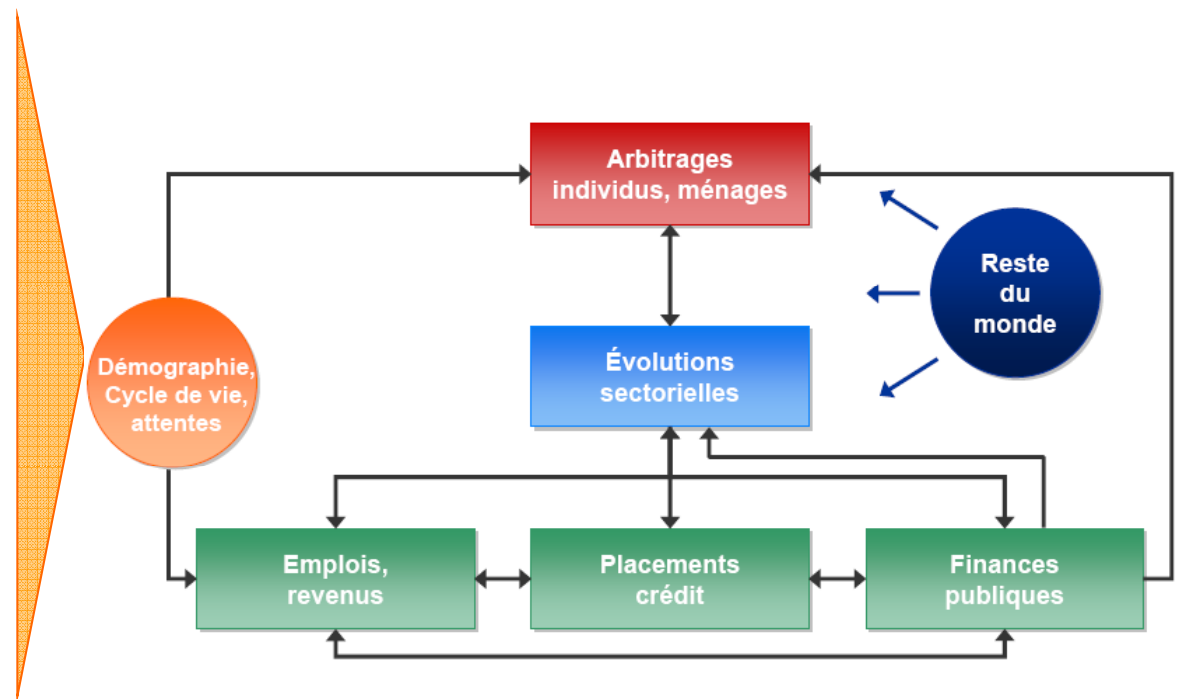 Arbitrages
individus, ménages
Reste
du
monde
Démographie,
Cycle de vie,
attentes
Évolutions
sectorielles
Emplois,
revenus
Placements
crédit
Finances
publiques